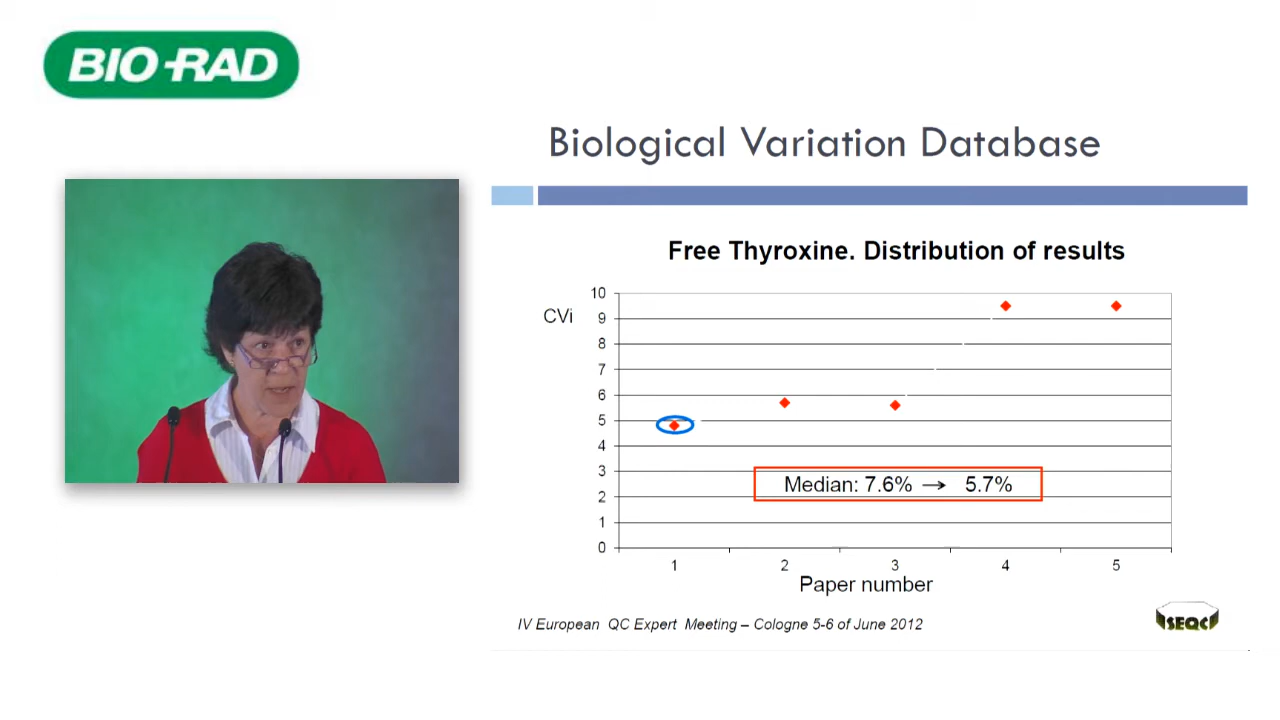 BIO-RAD
Biological Variation Database
Free Thyroxine. Distribution of results
CVi
10
9
8
7
6
5
4
3
2
1
0
Median: 7.6% → 5.7%
1 2 3 4 5
Paper number
IV European QC Expert Meeting – Cologne 5-6 of June 2012
SEQC